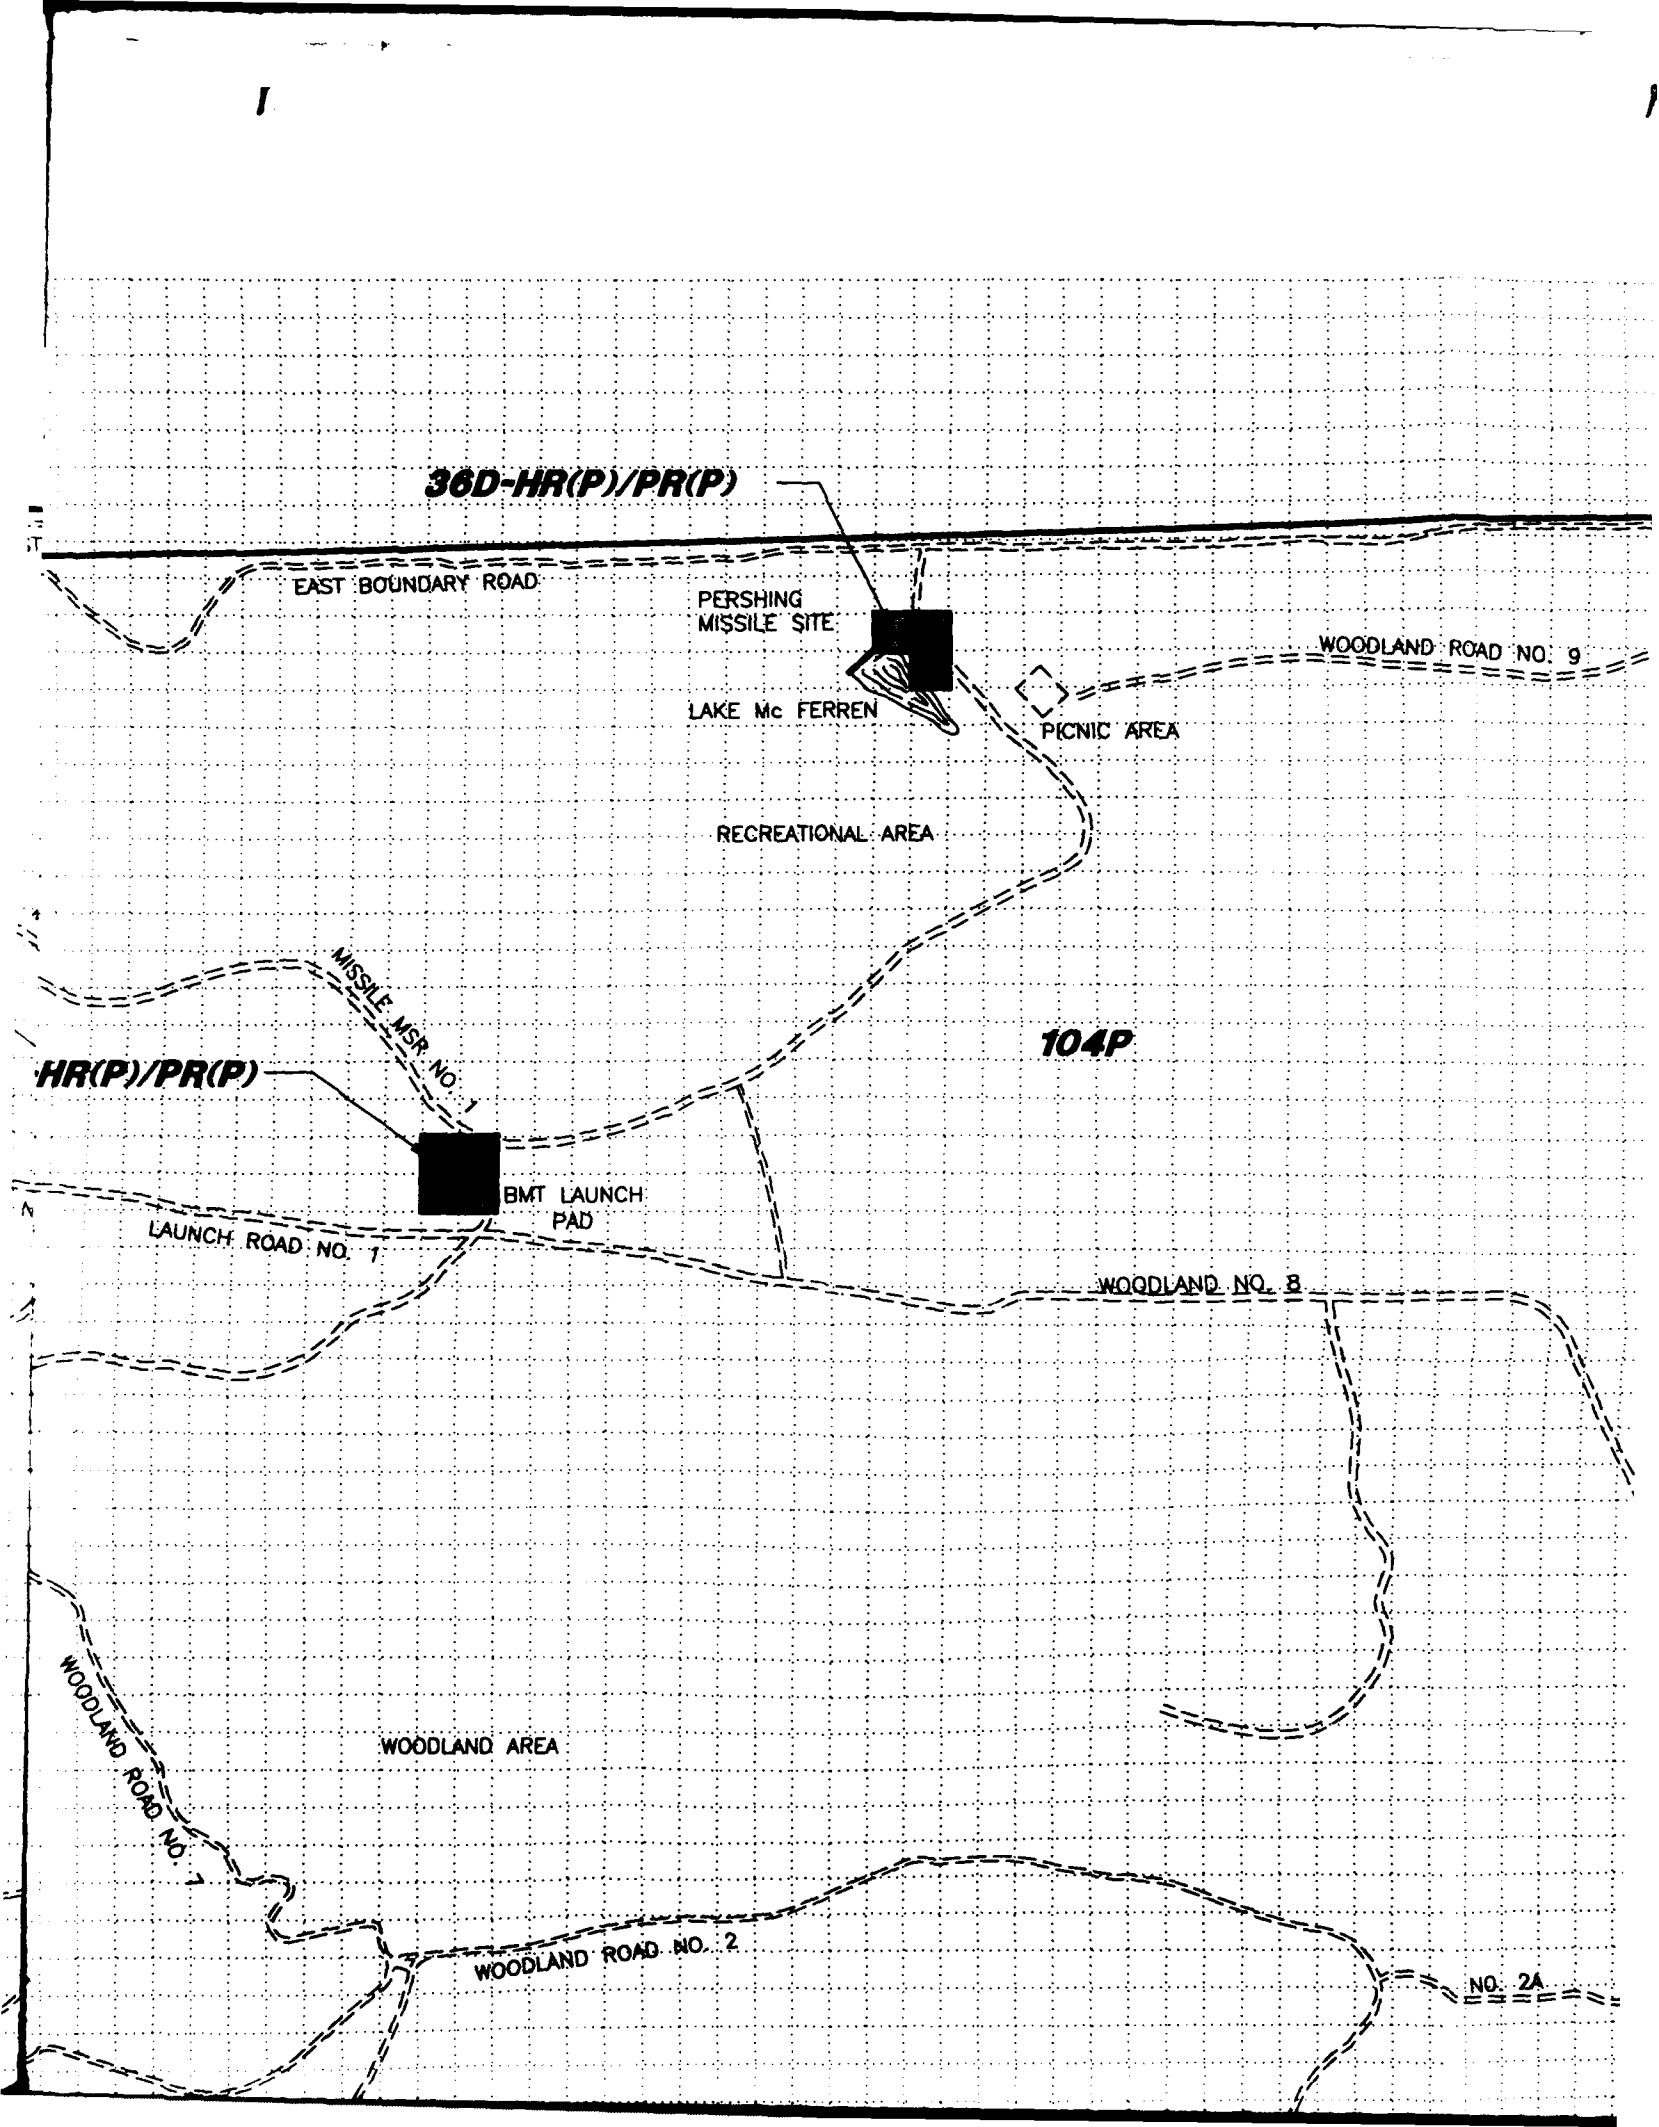 36D-HR(P)/PR(P)
EAST BOUNDARY ROAD
PERSHING
MISSILE SITE
WOODLAND ROAD NO. 9
LAKE Mc FERREN
PICNIC AREA
RECREATIONAL AREA
MISSILE MSR NO. 1
104P
HR(P)/PR(P)
BMT LAUNCH
PAD
LAUNCH ROAD NO. 1
WOODLAND NO. 8
WOODLAND ROAD NO. 7
WOODLAND AREA
WOODLAND ROAD NO. 2
NO. 2A